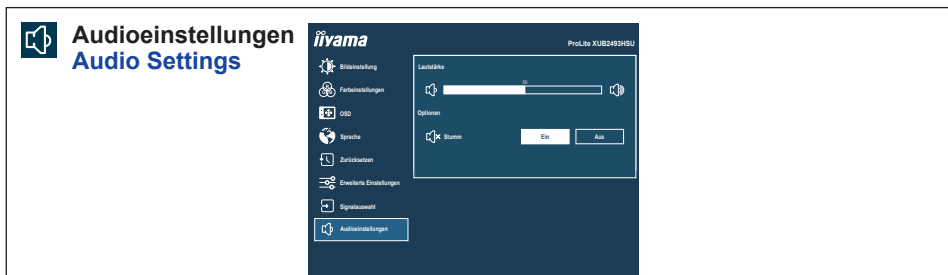 Audioeinstellungen
Audio Settings
iiyama
ProLite XUB2493HSU
Bildeinstellung
Farbeinstellungen
OSD
Sprache
Zurücksetzen
Erweiterte Einstellungen
Signalauswahl
Audioeinstellungen
Lautstärke
50
Optionen
Stumm
Ein
Aus